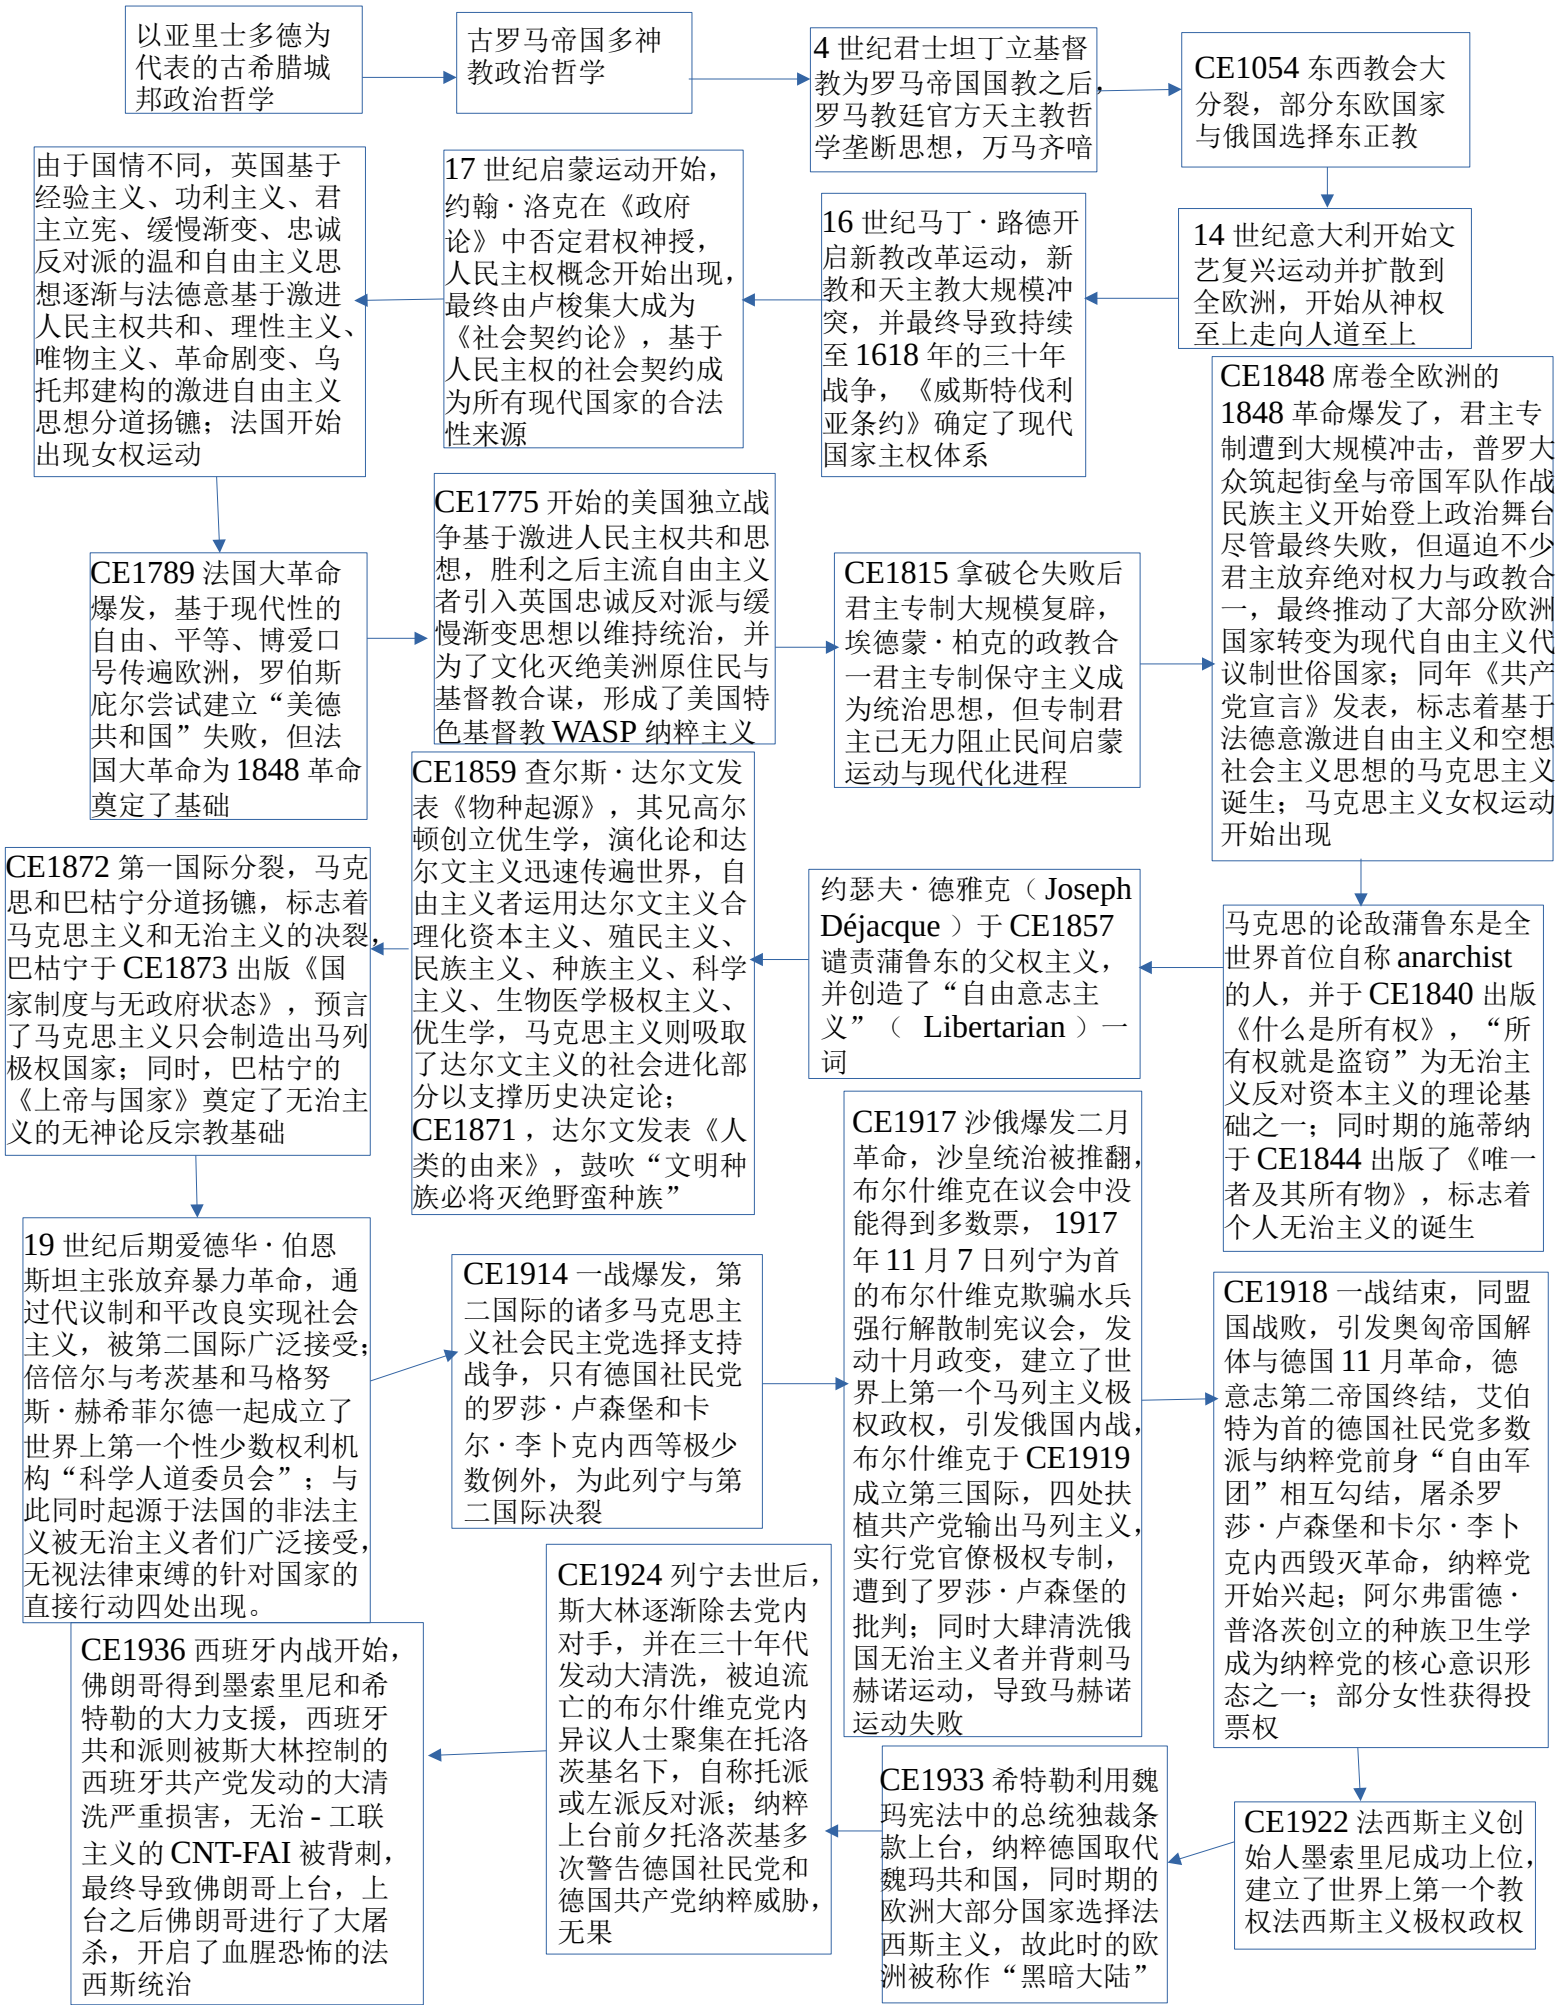 以亚里士多德为
代表的古希腊城
邦政治哲学
古罗马帝国多神
教政治哲学
4 世纪君士坦丁立基督
教为罗马帝国国教之后，
罗马教廷官方天主教哲
学垄断思想，万马齐喑
CE1054 东西教会大
分裂，部分东欧国家
与俄国选择东正教
14 世纪意大利开始文
艺复兴运动并扩散到
全欧洲，开始从神权
至上走向人道至上
16 世纪马丁·路德开
启新教改革运动，新
教和天主教大规模冲
突，并最终导致持续
至 1618 年的三十年
战争，《威斯特伐利
亚条约》确定了现代
国家主权体系
17 世纪启蒙运动开始，
约翰·洛克在《政府
论》中否定君权神授，
人民主权概念开始出现，
最终由卢梭集大成为
《社会契约论》，基于
人民主权的社会契约成
为所有现代国家的合法
性来源
由于国情不同，英国基于
经验主义、功利主义、君
主立宪、缓慢渐变、忠诚
反对派的温和自由主义思
想逐渐与法德意基于激进
人民主权共和、理性主义、
唯物主义、革命剧变、乌
托邦建构的激进自由主义
思想分道扬镳；法国开始
出现女权运动
CE1789 法国大革命
爆发，基于现代性的
自由、平等、博爱口
号传遍欧洲，罗伯斯
庇尔尝试建立“美德
共和国”失败，但法
国大革命为 1848 革命
奠定了基础
CE1775 开始的美国独立战
争基于激进人民主权共和思
想，胜利之后主流自由主义
者引入英国忠诚反对派与缓
慢渐变思想以维持统治，并
为了文化灭绝美洲原住民与
基督教合谋，形成了美国特
色基督教 WASP 纳粹主义
CE1815 拿破仑失败后
君主专制大规模复辟，
埃德蒙·柏克的政教合
一君主专制保守主义成
为统治思想，但专制君
主已无力阻止民间启蒙
运动与现代化进程
CE1848 席卷全欧洲的
1848 革命爆发了，君主专
制遭到大规模冲击，普罗大
众筑起街垒与帝国军队作战
民族主义开始登上政治舞台
尽管最终失败，但逼迫不少
君主放弃绝对权力与政教合
一，最终推动了大部分欧洲
国家转变为现代自由主义代
议制世俗国家；同年《共产
党宣言》发表，标志着基于
法德意激进自由主义和空想
社会主义思想的马克思主义
诞生；马克思主义女权运动
开始出现
马克思的论敌蒲鲁东是全
世界首位自称 anarchist
的人，并于 CE1840 出版
《什么是所有权》，“所
有权就是盗窃”为无治主
义反对资本主义的理论基
础之一；同时期的施蒂纳
于 CE1844 出版了《唯一
者及其所有物》，标志着
个人无治主义的诞生
约瑟夫·德雅克（ Joseph
Déjacque ）于 CE1857
谴责蒲鲁东的父权主义，
并创造了“自由意志主
义”（ Libertarian ）一
词
CE1859 查尔斯·达尔文发
表《物种起源》，其兄高尔
顿创立优生学，演化论和达
尔文主义迅速传遍世界，自
由主义者运用达尔文主义合
理化资本主义、殖民主义、
民族主义、种族主义、科学
主义、生物医学极权主义、
优生学，马克思主义则吸取
了达尔文主义的社会进化部
分以支撑历史决定论；
CE1871 ，达尔文发表《人
类的由来》，鼓吹“文明种
族必将灭绝野蛮种族”
CE1872 第一国际分裂，马克
思和巴枯宁分道扬镳，标志着
马克思主义和无治主义的决裂，
巴枯宁于 CE1873 出版《国
家制度与无政府状态》，预言
了马克思主义只会制造出马列
极权国家；同时，巴枯宁的
《上帝与国家》奠定了无治主
义的无神论反宗教基础
19 世纪后期爱德华·伯恩
斯坦主张放弃暴力革命，通
过代议制和平改良实现社会
主义，被第二国际广泛接受；
倍倍尔与考茨基和马格努
斯·赫希菲尔德一起成立了
世界上第一个性少数权利机
构“科学人道委员会”；与
此同时起源于法国的非法主
义被无治主义者们广泛接受，
无视法律束缚的针对国家的
直接行动四处出现。
CE1914 一战爆发，第
二国际的诸多马克思主
义社会民主党选择支持
战争，只有德国社民党
的罗莎·卢森堡和卡
尔·李卜克内西等极少
数例外，为此列宁与第
二国际决裂
CE1917 沙俄爆发二月
革命，沙皇统治被推翻，
布尔什维克在议会中没
能得到多数票， 1917
年 11 月 7 日列宁为首
的布尔什维克欺骗水兵
强行解散制宪议会，发
动十月政变，建立了世
界上第一个马列主义极
权政权，引发俄国内战，
布尔什维克于 CE1919
成立第三国际，四处扶
植共产党输出马列主义，
实行党官僚极权专制，
遭到了罗莎·卢森堡的
批判；同时大肆清洗俄
国无治主义者并背刺马
赫诺运动，导致马赫诺
运动失败
CE1918 一战结束，同盟
国战败，引发奥匈帝国解
体与德国 11 月革命，德
意志第二帝国终结，艾伯
特为首的德国社民党多数
派与纳粹党前身“自由军
团”相互勾结，屠杀罗
莎·卢森堡和卡尔·李卜
克内西毁灭革命，纳粹党
开始兴起；阿尔弗雷德·
普洛茨创立的种族卫生学
成为纳粹党的核心意识形
态之一；部分女性获得投
票权
CE1922 法西斯主义创
始人墨索里尼成功上位，
建立了世界上第一个教
权法西斯主义极权政权
CE1933 希特勒利用魏
玛宪法中的总统独裁条
款上台，纳粹德国取代
魏玛共和国，同时期的
欧洲大部分国家选择法
西斯主义，故此时的欧
洲被称作“黑暗大陆”
CE1924 列宁去世后，
斯大林逐渐除去党内
对手，并在三十年代
发动大清洗，被迫流
亡的布尔什维克党内
异议人士聚集在托洛
茨基名下，自称托派
或左派反对派；纳粹
上台前夕托洛茨基多
次警告德国社民党和
德国共产党纳粹威胁，
无果
CE1936 西班牙内战开始，
佛朗哥得到墨索里尼和希
特勒的大力支援，西班牙
共和派则被斯大林控制的
西班牙共产党发动的大清
洗严重损害，无治 - 工联
主义的 CNT-FAI 被背刺，
最终导致佛朗哥上台，上
台之后佛朗哥进行了大屠
杀，开启了血腥恐怖的法
西斯统治